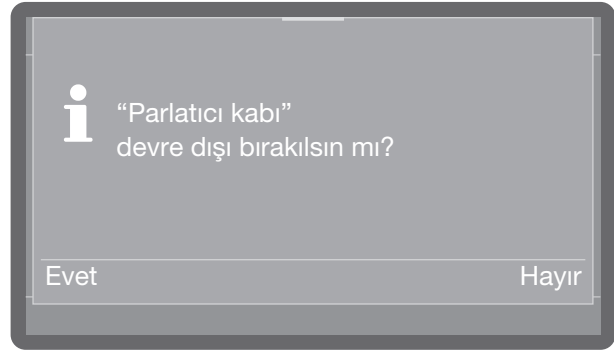 “Parlatıcı kabı”
devre dışı bırakılsın mı?
Evet Hayır